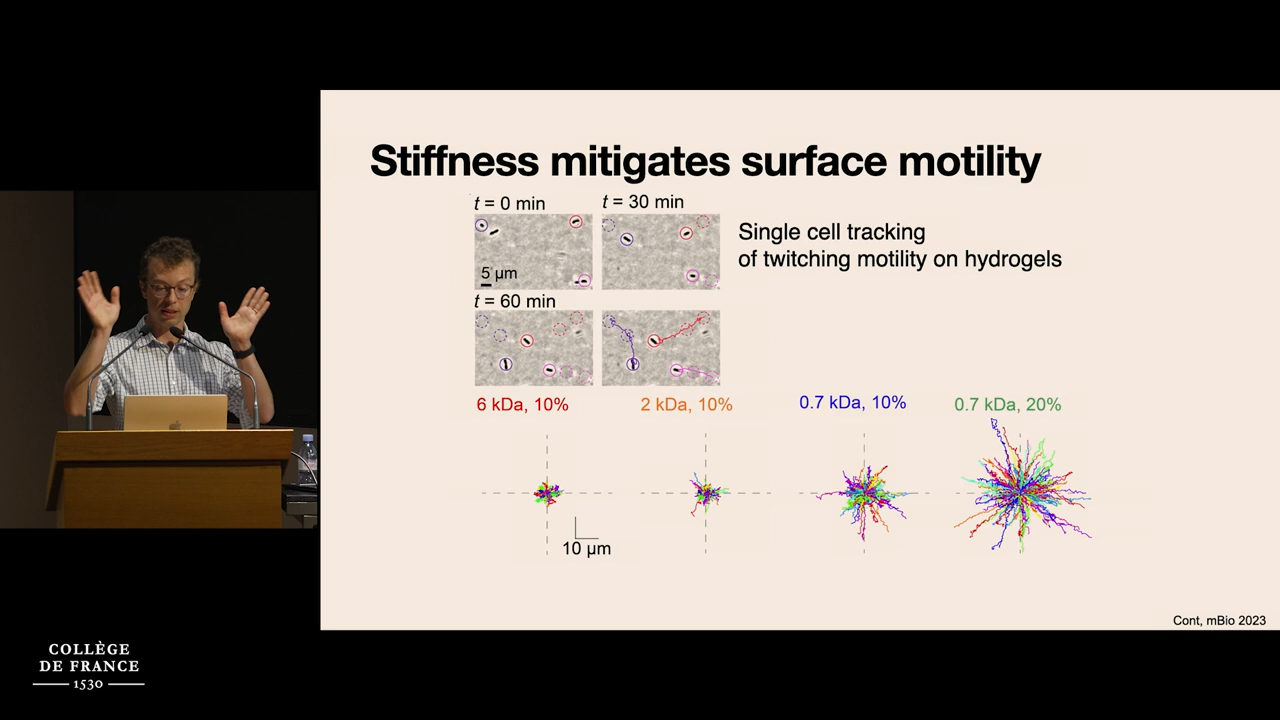 Stiffness mitigates surface motility
t = 0 min
t = 30 min
Single cell tracking
of twitching motility on hydrogels
5 µm
t = 60 min
6 kDa, 10%
2 kDa, 10%
0.7 kDa, 10%
0.7 kDa, 20%
10 µm
Cont, mBio 2023
COLLÈGE
DE FRANCE
1530